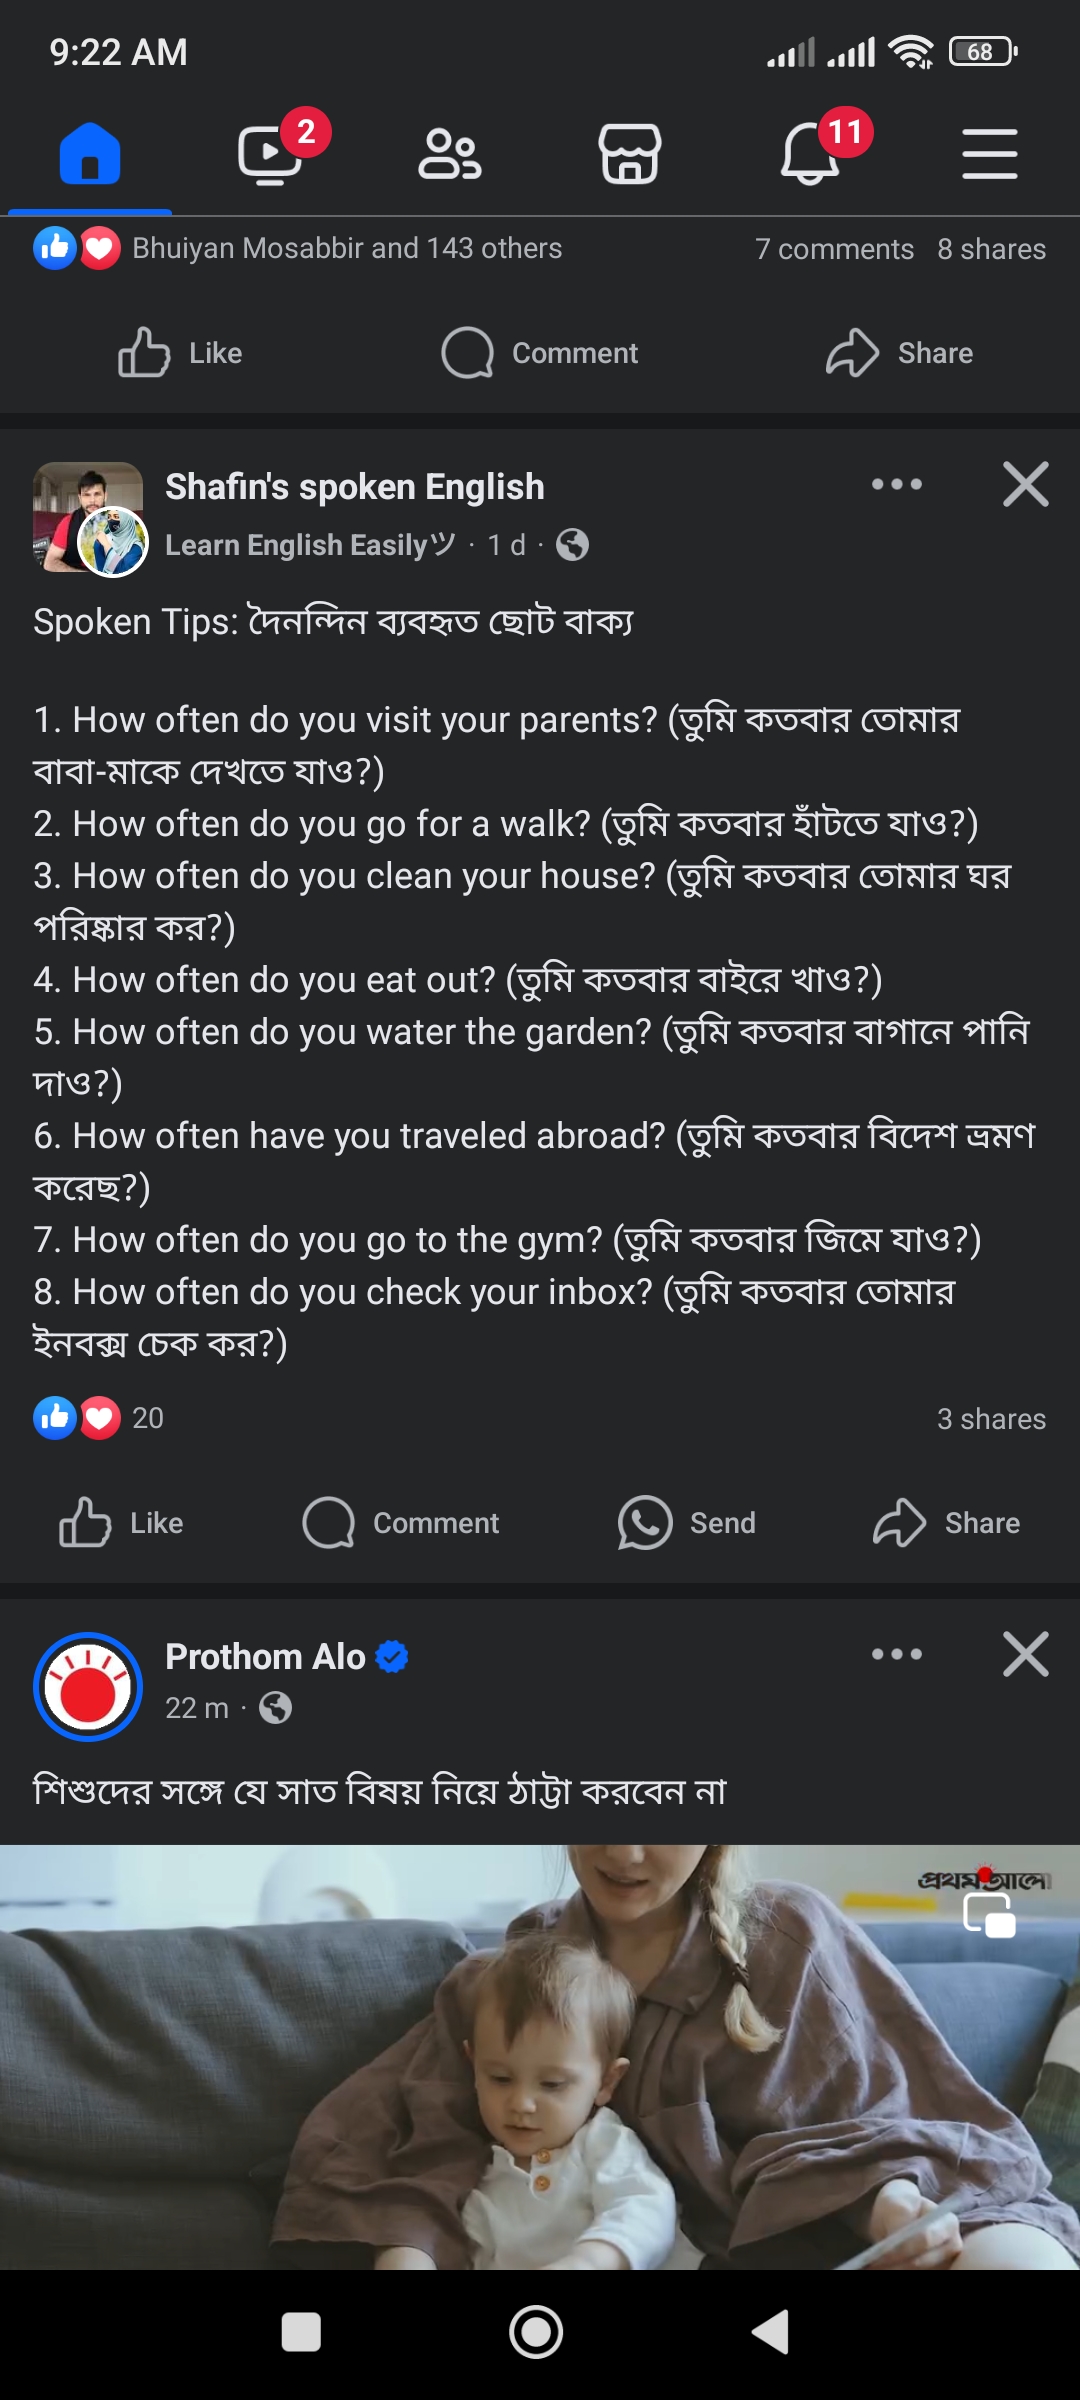 9:22 AM
68
2
11
Bhuiyan Mosabbir and 143 others
7 comments 8 shares
Like
Comment
Share
Shafin's spoken English
Learn English Easilyツ · 1 d ·
Spoken Tips: দৈনন্দিন ব্যবহৃত ছোট বাক্য
1. How often do you visit your parents? (তুমি কতবার তোমার
বাবা-মাকে দেখতে যাও?)
2. How often do you go for a walk? (তুমি কতবার হাঁটতে যাও?)
3. How often do you clean your house? (তুমি কতবার তোমার ঘর
পরিষ্কার কর?)
4. How often do you eat out? (তুমি কতবার বাইরে খাও?)
5. How often do you water the garden? (তুমি কতবার বাগানে পানি
দাও?)
6. How often have you traveled abroad? (তুমি কতবার বিদেশ ভ্রমণ
করেছ?)
7. How often do you go to the gym? (তুমি কতবার জিমে যাও?)
8. How often do you check your inbox? (তুমি কতবার তোমার
ইনবক্স চেক কর?)
20
3 shares
Like
Comment
Send
Share
Prothom Alo
22 m ·
শিশুদের সঙ্গে যে সাত বিষয় নিয়ে ঠাট্টা করবেন না
প্রথম আলো